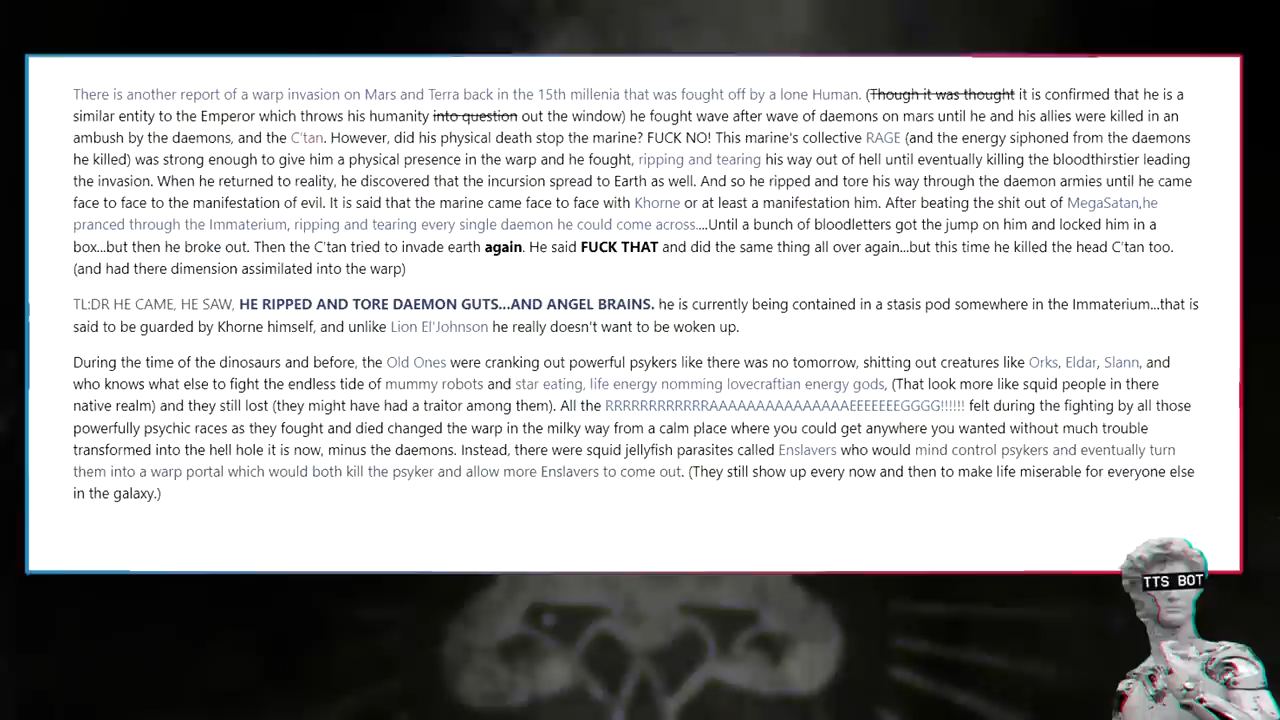 There is another report of a warp invasion on Mars and Terra back in the 15th millenia that was fought off by a lone Human. (Though it was thought it is confirmed that he is a
similar entity to the Emperor which throws his humanity into question out the window) he fought wave after wave of daemons on mars until he and his allies were killed in an
ambush by the daemons, and the C'tan. However, did his physical death stop the marine? FUCK NO! This marine's collective RAGE (and the energy siphoned from the daemons
he killed) was strong enough to give him a physical presence in the warp and he fought, ripping and tearing his way out of hell until eventually killing the bloodthirstier leading
the invasion. When he returned to reality, he discovered that the incursion spread to Earth as well. And so he ripped and tore his way through the daemon armies until he came
face to face to the manifestation of evil. It is said that the marine came face to face with Khorne or at least a manifestation him. After beating the shit out of MegaSatan,he
pranced through the Immaterium, ripping and tearing every single daemon he could come across....Until a bunch of bloodletters got the jump on him and locked him in a
box...but then he broke out. Then the C'tan tried to invade earth again. He said FUCK THAT and did the same thing all over again...but this time he killed the head C'tan too.
(and had there dimension assimilated into the warp)
TL:DR HE CAME, HE SAW, HE RIPPED AND TORE DAEMON GUTS...AND ANGEL BRAINS. he is currently being contained in a stasis pod somewhere in the Immaterium...that is
said to be guarded by Khorne himself, and unlike Lion El'Johnson he really doesn't want to be woken up.
During the time of the dinosaurs and before, the Old Ones were cranking out powerful psykers like there was no tomorrow, shitting out creatures like Orks, Eldar, Slann, and
who knows what else to fight the endless tide of mummy robots and star eating, life energy nomming lovecraftian energy gods, (That look more like squid people in there
native realm) and they still lost (they might have had a traitor among them). All the RRRRRRRRRRRRAAAAAAAAAAAAAAAEEEEEEEGGGG!!!!!! felt during the fighting by all those
powerfully psychic races as they fought and died changed the warp in the milky way from a calm place where you could get anywhere you wanted without much trouble
transformed into the hell hole it is now, minus the daemons. Instead, there were squid jellyfish parasites called Enslavers who would mind control psykers and eventually turn
them into a warp portal which would both kill the psyker and allow more Enslavers to come out. (They still show up every now and then to make life miserable for everyone else
in the galaxy.)
TTS BOT